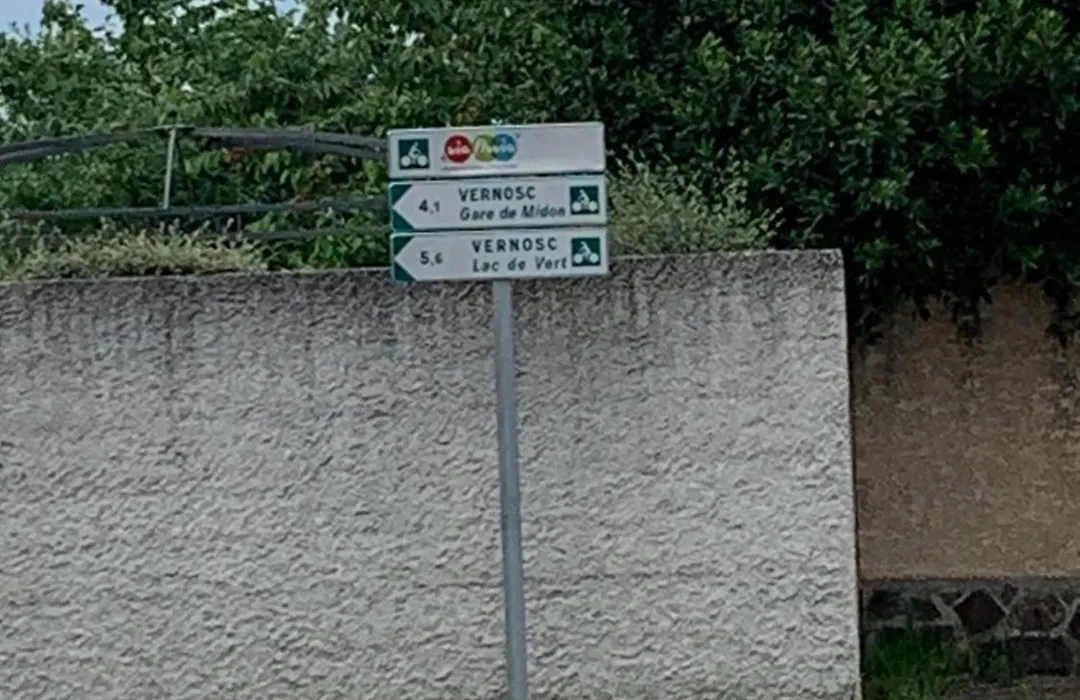 4,1 VERNOSC
Gare de Midon
5,6 VERNOSC
Lac de Vert